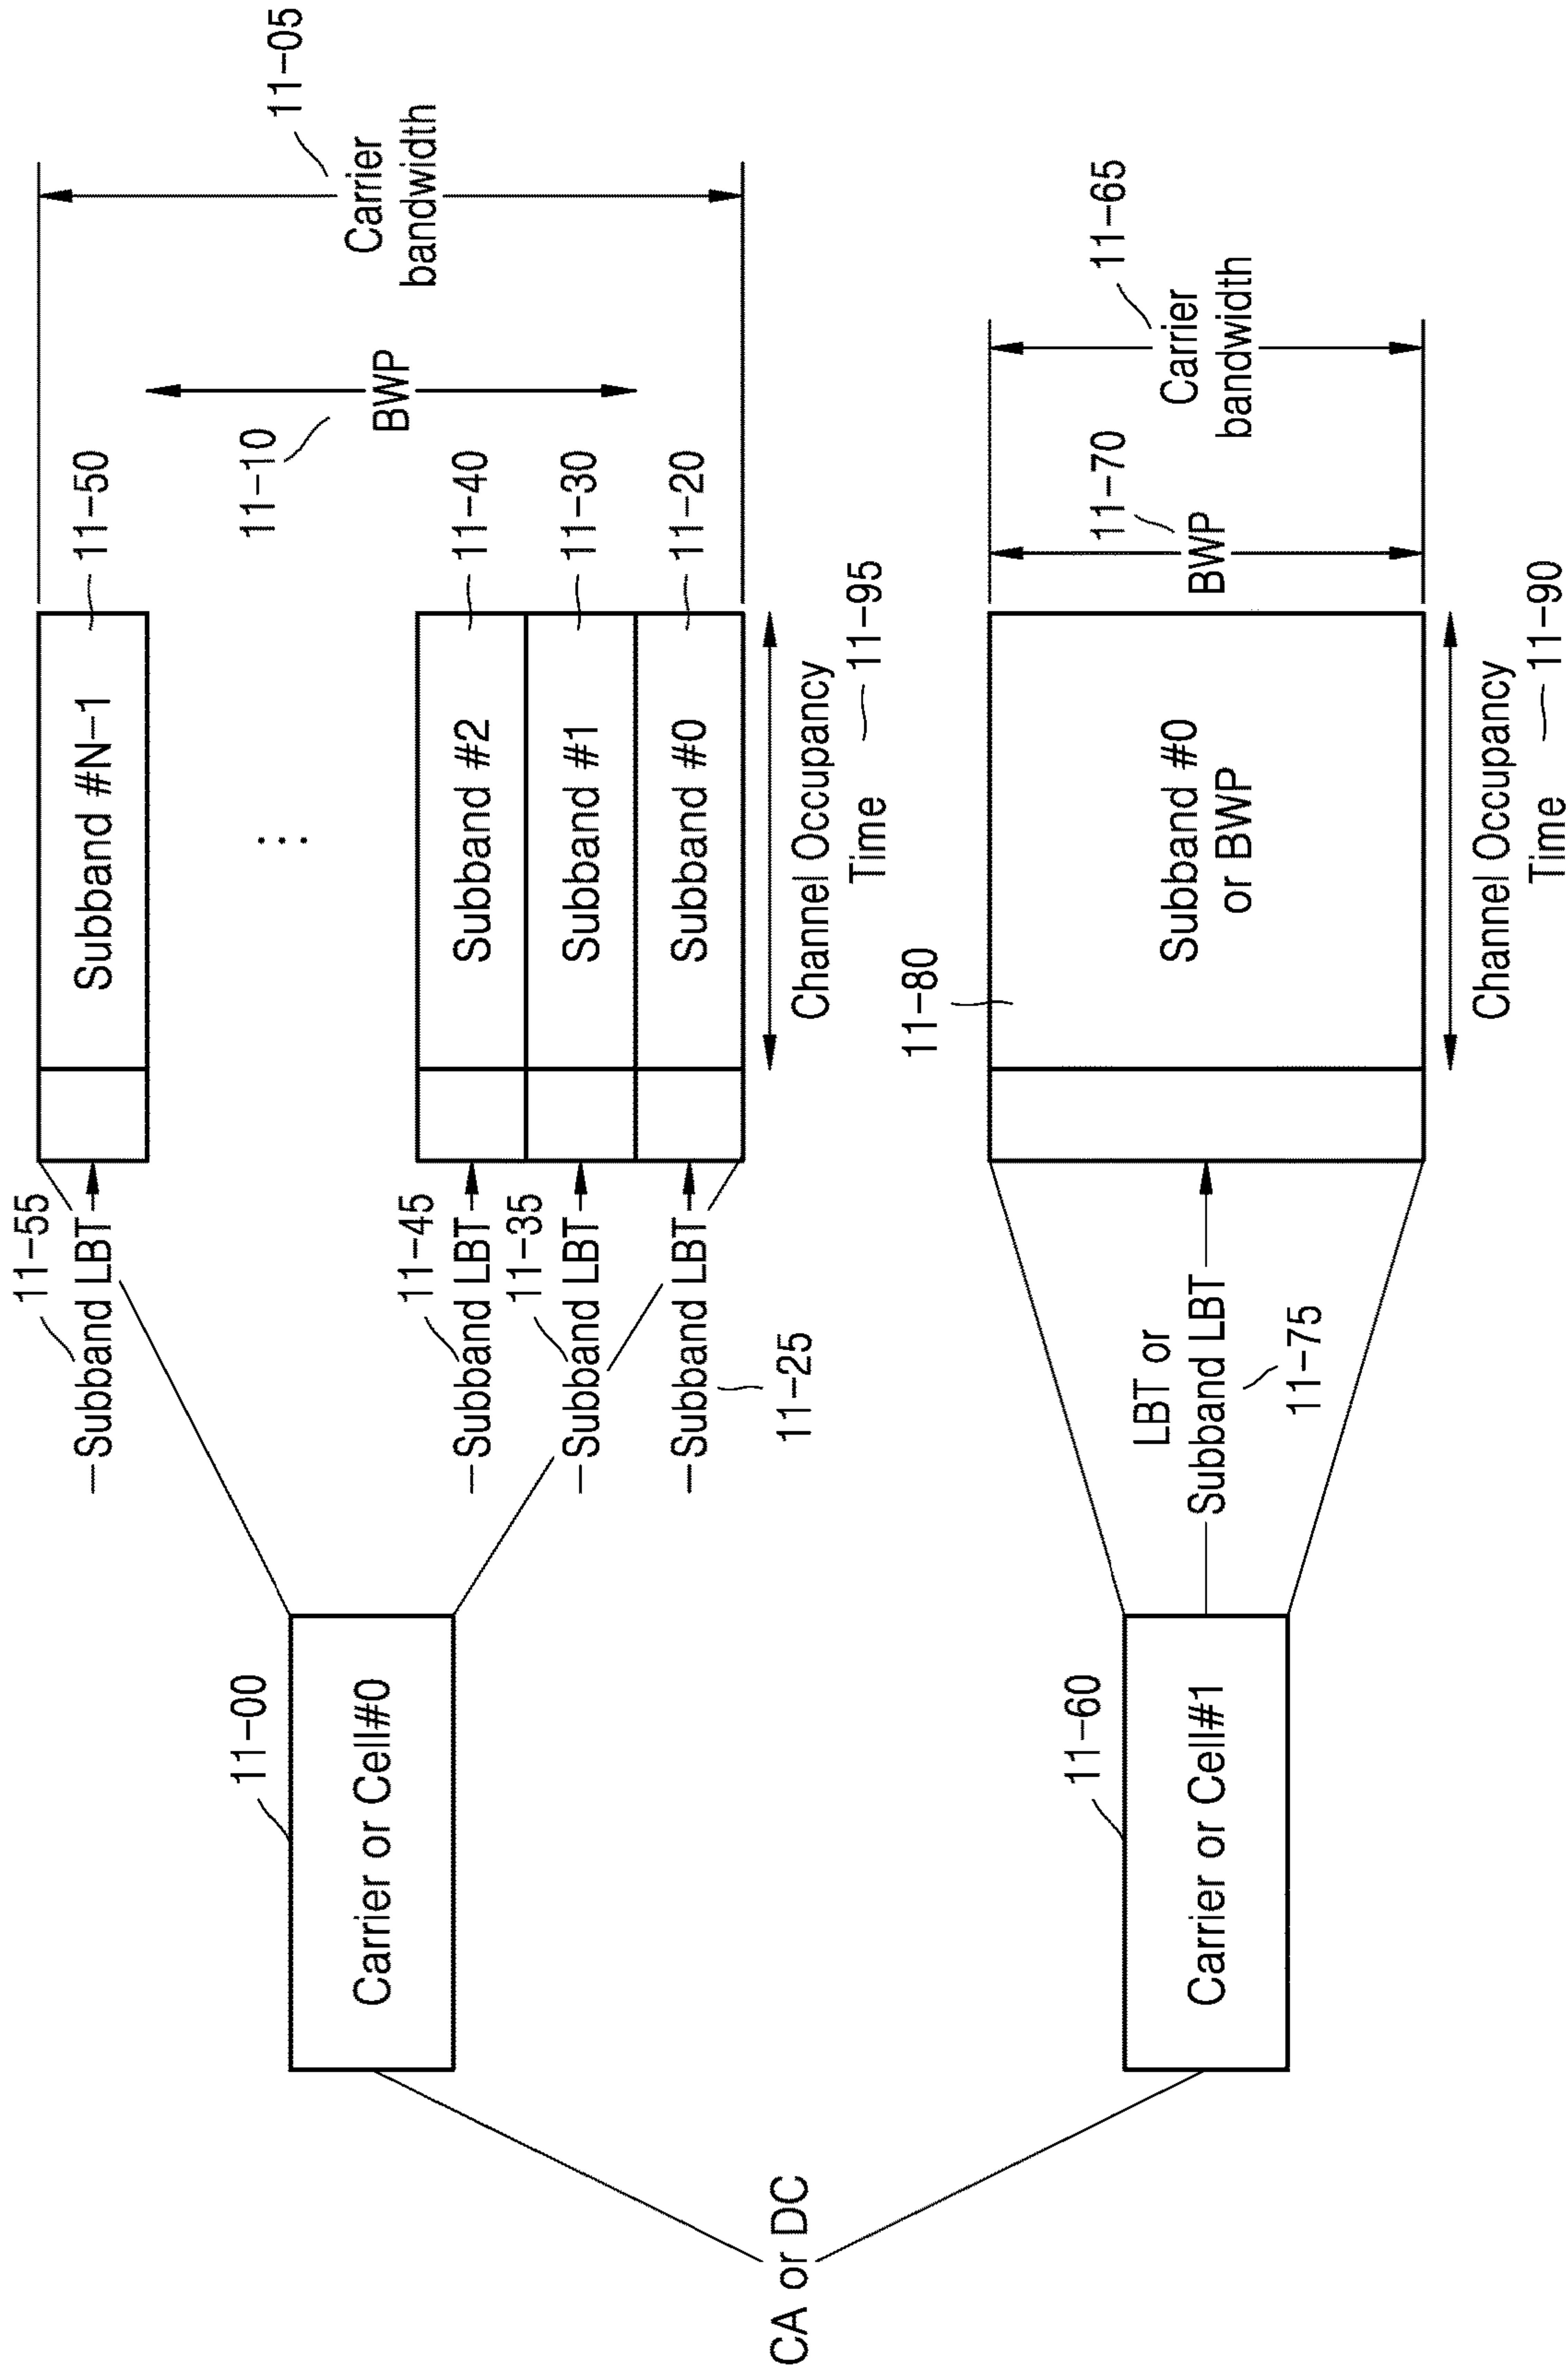 CA or DC
11-00
Carrier or Cell#0
11-55
Subband LBT
11-45
Subband LBT
11-35
Subband LBT
Subband LBT
11-25
Subband #N-1
11-50
⋮
Subband #2
11-40
Subband #1
11-30
Subband #0
11-20
Channel Occupancy
Time
11-95
11-10
BWP
11-05
Carrier
bandwidth
11-60
Carrier or Cell#1
LBT or
Subband LBT
11-75
11-80
Subband #0
or BWP
Channel Occupancy
Time
11-90
11-70
BWP
11-65
Carrier
bandwidth